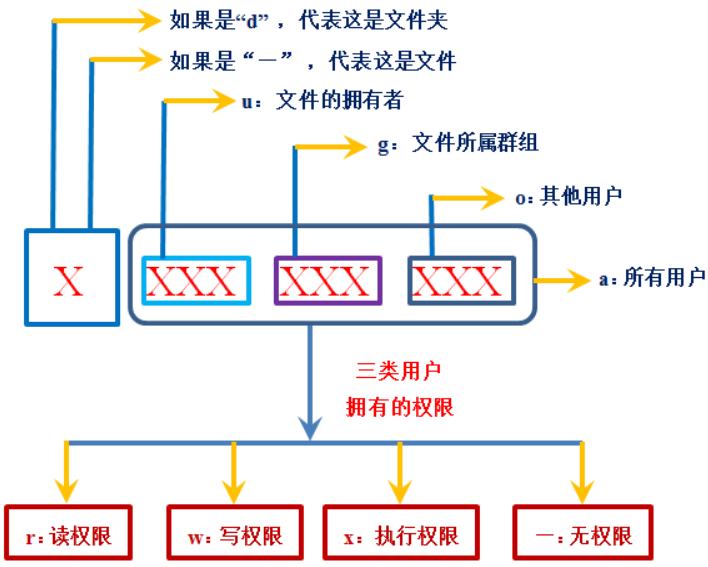 如果是“d”，代表这是文件夹
如果是“一”，代表这是文件
u：文件的拥有者
g：文件所属群组
o：其他用户
X
XXX XXX XXX
a：所有用户
三类用户
拥有的权限
r：读权限 w：写权限 x：执行权限 一：无权限